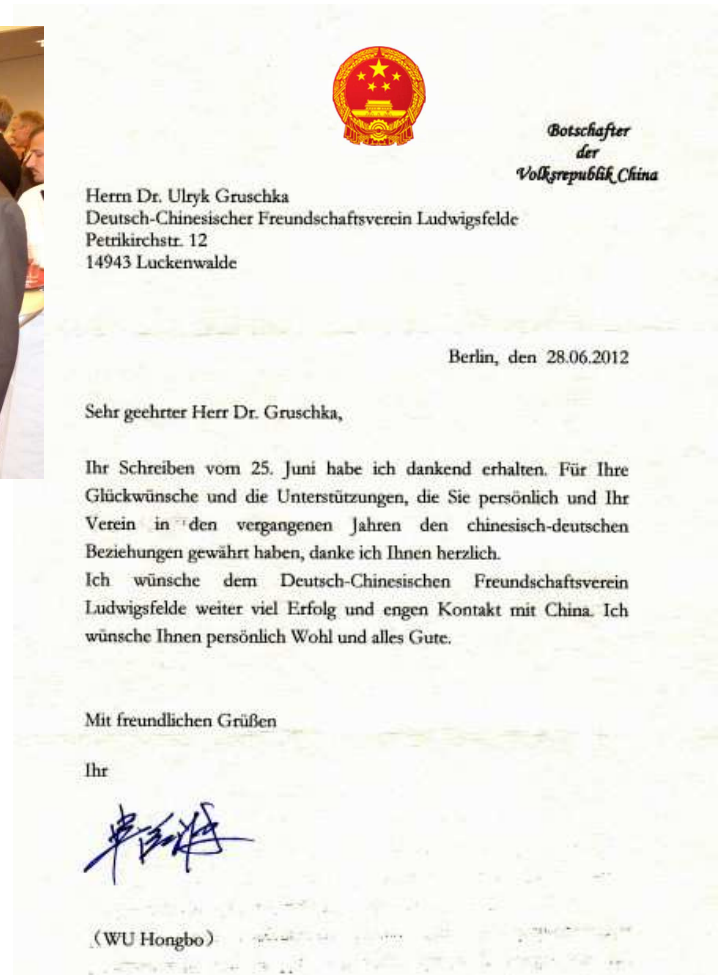 Botschafter
der
Volksrepublik China
Herrn Dr. Ulryk Gruschka
Deutsch-Chinesischer Freundschaftsverein Ludwigsfelde
Petrikirchstr. 12
14943 Luckenwalde
Berlin, den 28.06.2012
Sehr geehrter Herr Dr. Gruschka,
Ihr Schreiben vom 25. Juni habe ich dankend erhalten. Für Ihre
Glückwünsche und die Unterstützungen, die Sie persönlich und Ihr
Verein in den vergangenen Jahren den chinesisch-deutschen
Beziehungen gewährt haben, danke ich Ihnen herzlich.
Ich wünsche dem Deutsch-Chinesischen Freundschaftsverein
Ludwigsfelde weiter viel Erfolg und engen Kontakt mit China. Ich
wünsche Ihnen persönlich Wohl und alles Gute.
Mit freundlichen Grüßen
Ihr
(WU Hongbo)